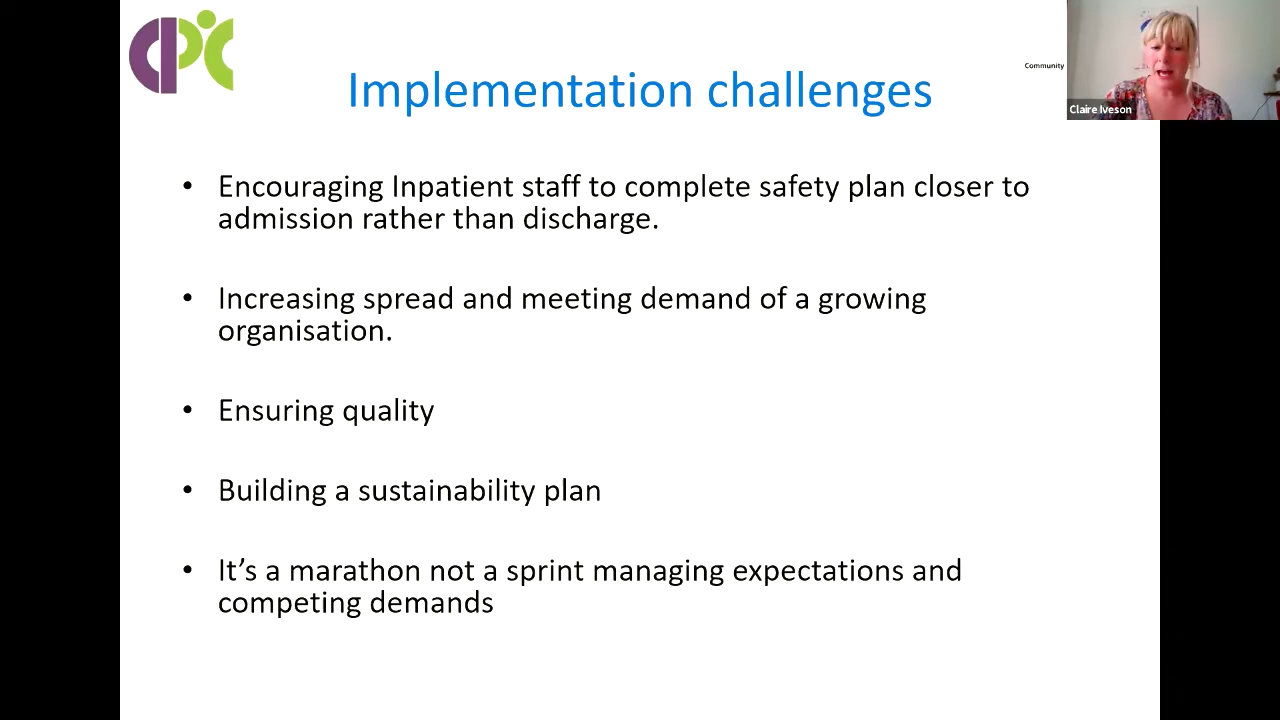 Implementation challenges
Community
Claire Iveson
• Encouraging Inpatient staff to complete safety plan closer to
admission rather than discharge.
• Increasing spread and meeting demand of a growing
organisation.
• Ensuring quality
• Building a sustainability plan
• It’s a marathon not a sprint managing expectations and
competing demands